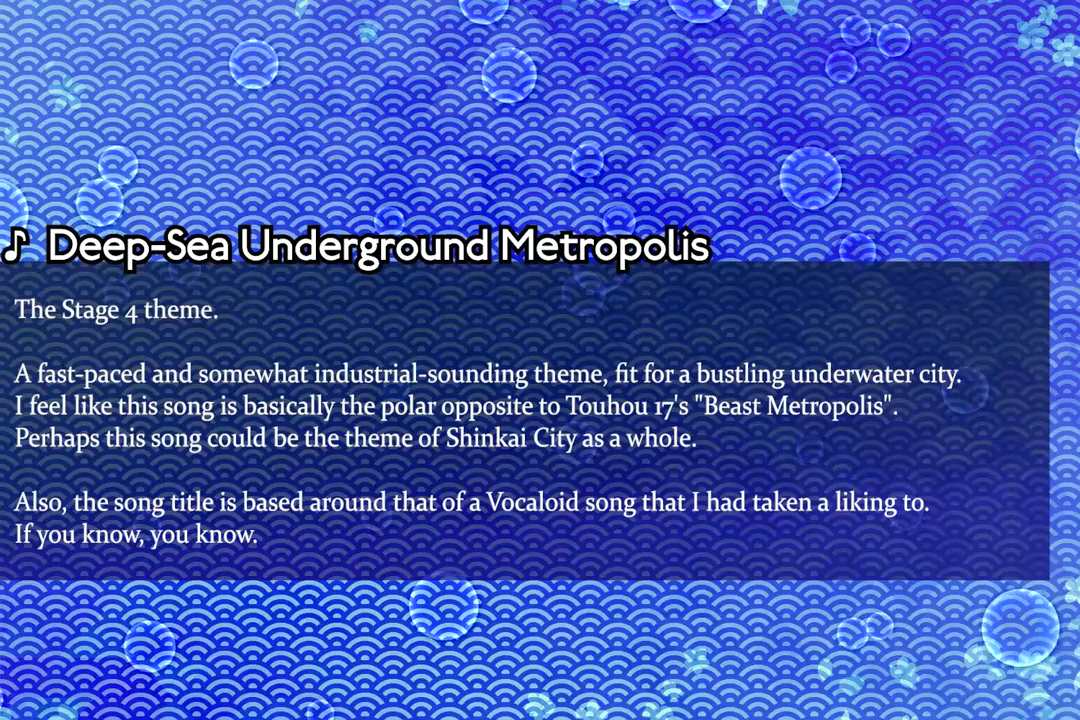 ♪ Deep-Sea Underground Metropolis
The Stage 4 theme.
A fast-paced and somewhat industrial-sounding theme, fit for a bustling underwater city.
I feel like this song is basically the polar opposite to Touhou 17's "Beast Metropolis".
Perhaps this song could be the theme of Shinkai City as a whole.
Also, the song title is based around that of a Vocaloid song that I had taken a liking to.
If you know, you know.